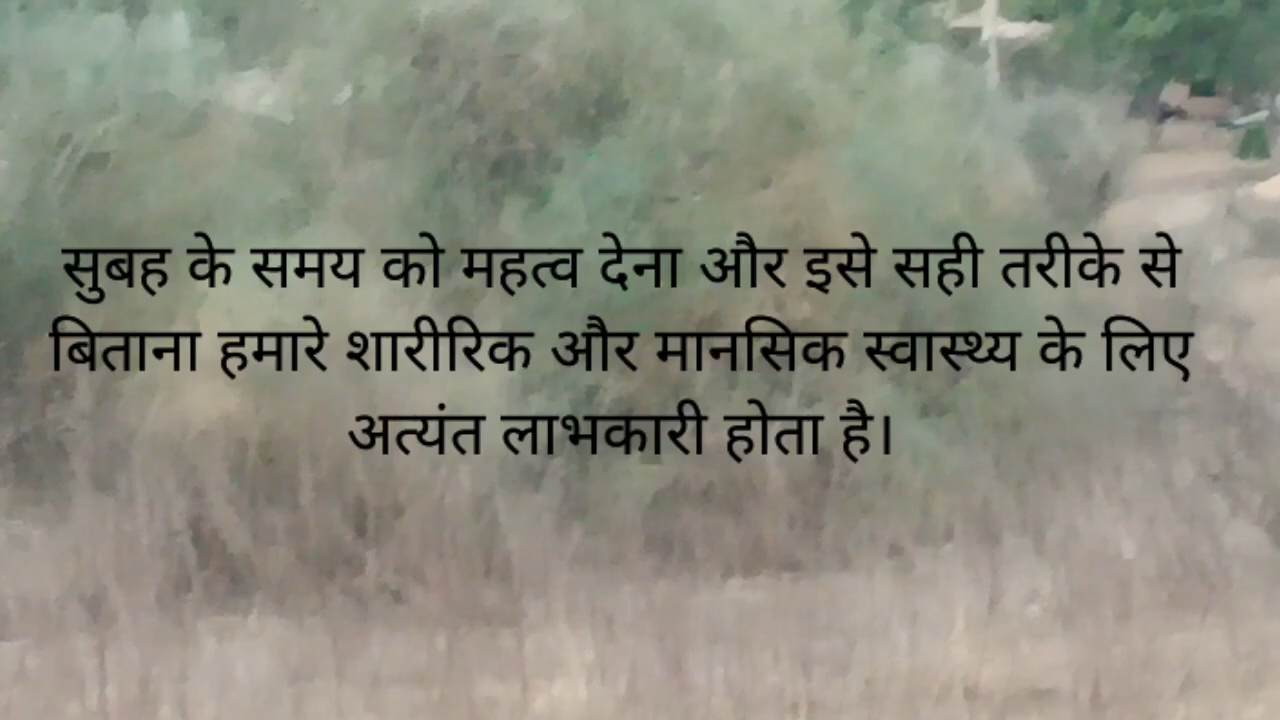 सुबह के समय को महत्व देना और इसे सही तरीके से
बिताना हमारे शारीरिक और मानसिक स्वास्थ्य के लिए
अत्यंत लाभकारी होता है।